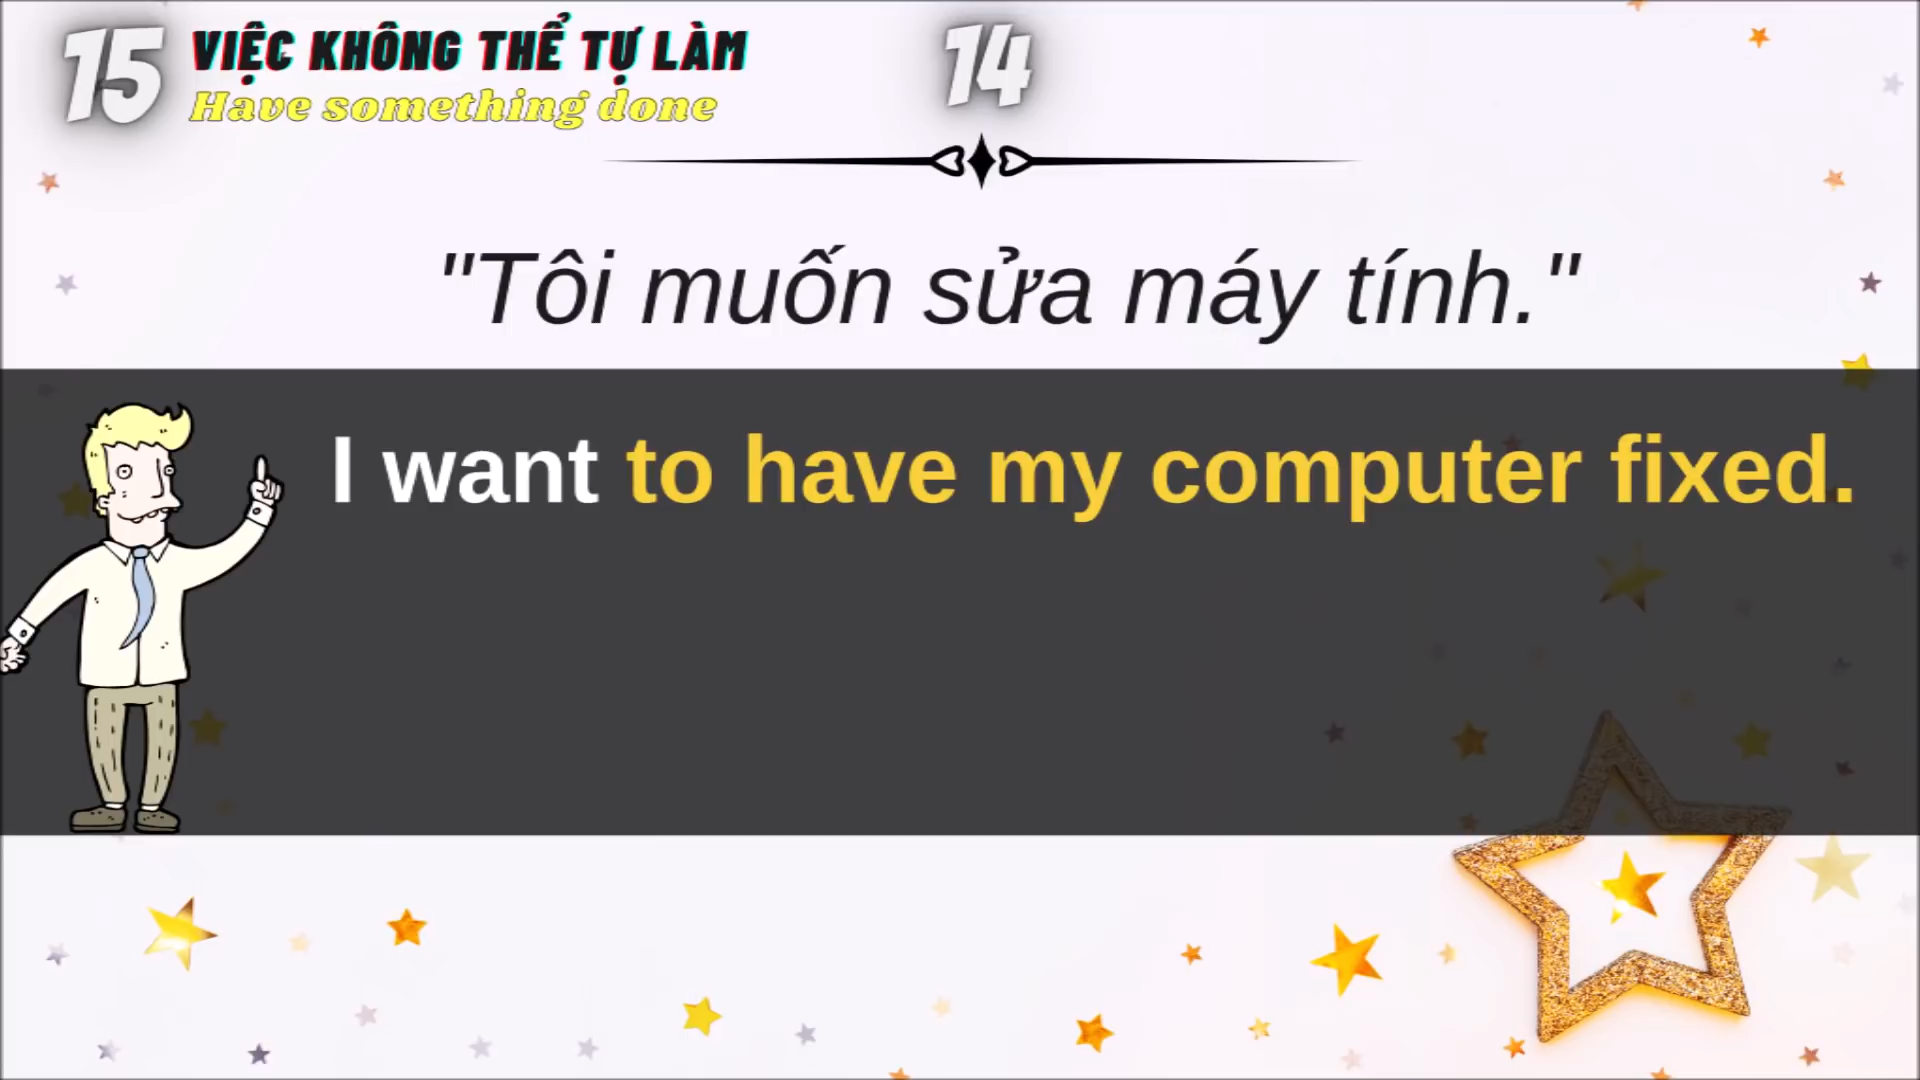 15
VIỆC KHÔNG THỂ TỰ LÀM
Have something done
14
"Tôi muốn sửa máy tính."
I want to have my computer fixed.